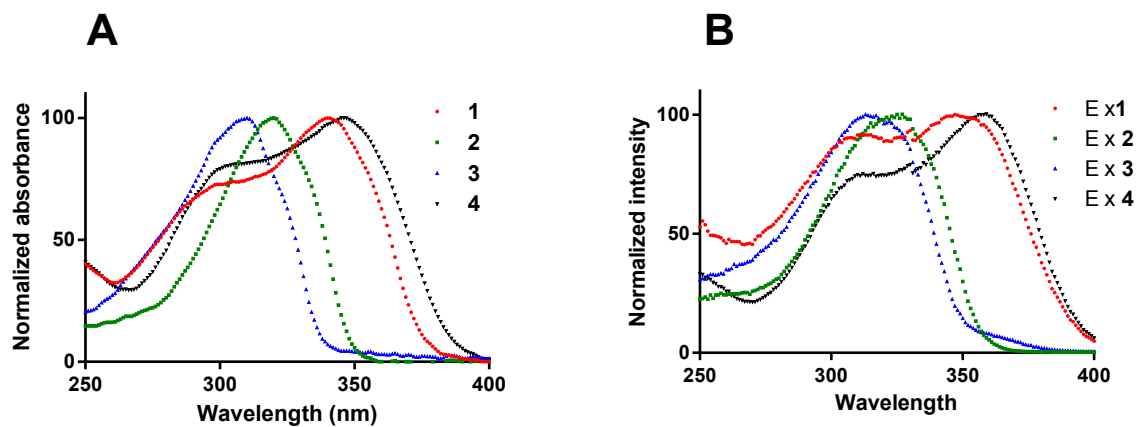 A
Normalized absorbance
100
50
0
250
300
350
400
Wavelength (nm)
1
2
3
4
B
Normalized intensity
100
50
0
250
300
350
400
Wavelength
E x1
E x 2
E x 3
E x 4